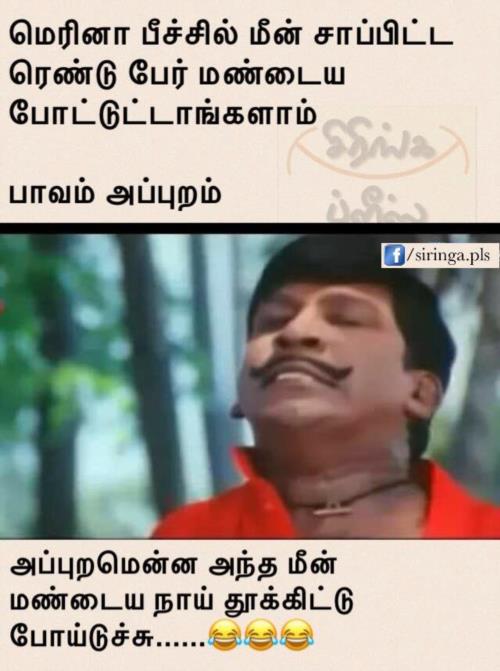 மெரினா பீச்சில் மீன் சாப்பிட்ட
ரெண்டு பேர் மண்டைய
போட்டுட்டாங்களாம்
சிரிங்க
ப்ளீஸ்
பாவம் அப்புறம்
f/siringa.pls
அப்புறமென்ன அந்த மீன்
மண்டைய நாய் தூக்கிட்டு
போய்டுச்சு......😂😂😂